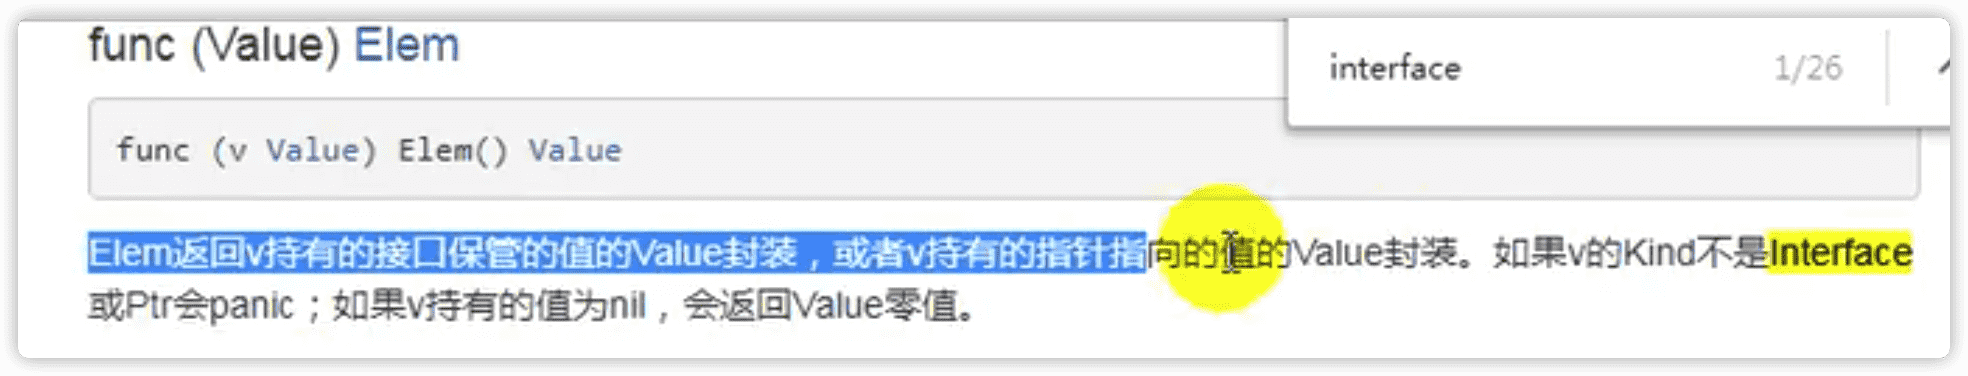 func (Value) Elem
interface 1/26
func (v Value) Elem() Value
Elem返回v持有的接口保管的值的Value封装，或者v持有的指针指向的值的Value封装。如果v的Kind不是Interface
或Ptr会panic；如果v持有的值为nil，会返回Value零值。